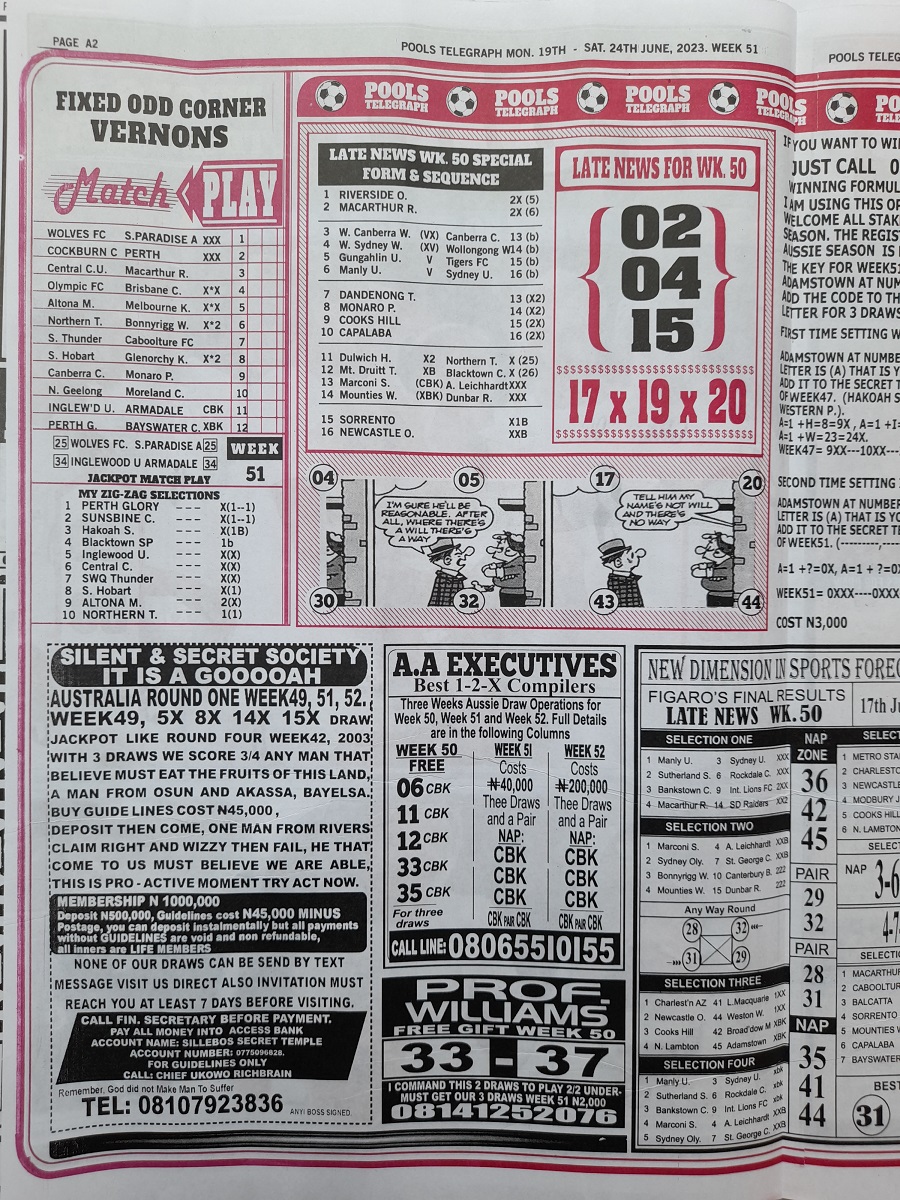 PAGE A2
POOLS TELEGRAPH MON. 19TH - SAT. 24TH JUNE, 2023. WEEK 51
POOLS TELEG
FIXED ODD CORNER
VERNONS
Match PLAY
WOLVES FC S.PARADISE A XXX 1
COCKBURN C PERTH XXX 2
Central C.U. Macarthur R. 3
Olympic FC Brisbane C. X*X 4
Altona M. Melbourne K. X*X 5
Northern T. Bonnyrigg W. X*2 6
S. Thunder Caboolture FC 7
S. Hobart Glenorchy K. X*2 8
Canberra C. Monaro P. 9
N. Geelong Moreland C. 10
INGLEW'D U. ARMADALE CBK 11
PERTH G. BAYSWATER C. XBK 12
25 WOLVES FC. S.PARADISE A 25
34 INGLEWOOD U ARMADALE 34
WEEK
51
JACKPOT MATCH PLAY
MY ZIG-ZAG SELECTIONS
1 PERTH GLORY ---- X(1--1)
2 SUNSBINE C. ---- X(1--1)
3 Hakoah S. ---- X(1B)
4 Blacktown SP ---- 1b
5 Inglewood U. ---- X(X)
6 Central C. ---- X(X)
7 SWQ Thunder ---- X(X)
8 S. Hobart ---- X(1)
9 ALTONA M. ---- 2(X)
10 NORTHERN T. ---- 1(1)
POOLS TELEGRAPH POOLS TELEGRAPH POOLS TELEGRAPH POOLS TELEGRAPH
LATE NEWS WK. 50 SPECIAL
FORM & SEQUENCE
1 RIVERSIDE O. 2X (5)
2 MACARTHUR R. 2X (6)
3 W. Canberra W. (VX) Canberra C. 13 (b)
4 W. Sydney W. (XV) Wollongong W14 (b)
5 Gungahlin U. V Tigers FC 15 (b)
6 Manly U. V Sydney U. 16 (b)
7 DANDENONG T. 13 (X2)
8 MONARO P. 14 (X2)
9 COOKS HILL 15 (2X)
10 CAPALABA 16 (2X)
11 Dulwich H. X2 Northern T. X (25)
12 Mt. Druitt T. XB Blacktown C. X (26)
13 Marconi S. (CBK) A. Leichhardt XXX
14 Mounties W. (XBK) Dunbar R. XXX
15 SORRENTO X1B
16 NEWCASTLE O. XXB
LATE NEWS FOR WK. 50
02
04
15
$$$$$$$$$$$$$$$$$$$$$$$$$
17 x 19 x 20
$$$$$$$$$$$$$$$$$$$$$$$$$
04 05 17 20
I'M SURE HE'LL BE
REASONABLE. AFTER
ALL, WHERE THERE'S
A WILL THERE'S
A WAY
TELL HIM MY
NAME'S NOT WILL
AND THERE'S
NO WAY
30 32 43 44
IF YOU WANT TO WI
JUST CALL 0
WINNING FORMUL
I AM USING THIS OP
WELCOME ALL STAK
SEASON. THE REGIST
AUSSIE SEASON IS
THE KEY FOR WEEK51
ADAMSTOWN AT NUM
ADD THE CODE TO TH
LETTER FOR 3 DRAWS
FIRST TIME SETTING W
ADAMSTOWN AT NUMBE
LETTER IS (A) THAT IS Y
ADD IT TO THE SECRET T
OF WEEK47. (HAKOAH S
WESTERN P.).
A=1 +H=8=9X, A=1 +I=
A=1 +W=23=24X.
WEEK47= 9XX---10XX---
SECOND TIME SETTING
ADAMSTOWN AT NUMBER
LETTER IS (A) THAT IS YO
ADD IT TO THE SECRET TE
OF WEEK51. (--------,----
A=1 +?=0X, A=1 + ?=0X
WEEK51= 0XXX----0XXX
COST N3,000
SILENT & SECRET SOCIETY
IT IS A GOOOOAH
AUSTRALIA ROUND ONE WEEK49, 51, 52.
WEEK49, 5X 8X 14X 15X DRAW
JACKPOT LIKE ROUND FOUR WEEK42, 2003
WITH 3 DRAWS WE SCORE 3/4 ANY MAN THAT
BELIEVE MUST EAT THE FRUITS OF THIS LAND,
A MAN FROM OSUN AND AKASSA, BAYELSA.
BUY GUIDE LINES COST N45,000,
DEPOSIT THEN COME, ONE MAN FROM RIVERS
CLAIM RIGHT AND WIZZY THEN FAIL, HE THAT
COME TO US MUST BELIEVE WE ARE ABLE,
THIS IS PRO - ACTIVE MOMENT TRY ACT NOW.
MEMBERSHIP N 1000,000
Deposit N500,000, Guidelines cost N45,000 MINUS
Postage, you can deposit instalmentally but all payments
without GUIDELINES are void and non refundable,
all inners are LIFE MEMBERS
NONE OF OUR DRAWS CAN BE SEND BY TEXT
MESSAGE VISIT US DIRECT ALSO INVITATION MUST
REACH YOU AT LEAST 7 DAYS BEFORE VISITING.
CALL FIN. SECRETARY BEFORE PAYMENT.
PAY ALL MONEY INTO ACCESS BANK
ACCOUNT NAME: SILLEBOS SECRET TEMPLE
ACCOUNT NUMBER: 0775096828.
FOR GUIDELINES ONLY
CALL: CHIEF UKOWO RICHBRAIN
Remember, God did not Make Man To Suffer
TEL: 08107923836 ANYI BOSS SIGNED.
A.A EXECUTIVES
Best 1-2-X Compilers
Three Weeks Aussie Draw Operations for
Week 50, Week 51 and Week 52. Full Details
are in the following Columns
WEEK 50
FREE
06 CBK
11 CBK
12 CBK
33 CBK
35 CBK
For three
draws
WEEK 51
Costs
₦40,000
Thee Draws
and a Pair
NAP:
CBK
CBK
CBK
CBK PAIR CBK
WEEK 52
Costs
₦200,000
Thee Draws
and a Pair
NAP:
CBK
CBK
CBK
CBK PAIR CBK
CALL LINE: 08065510155
PROF.
WILLIAMS
FREE GIFT WEEK 50
33 - 37
I COMMAND THIS 2 DRAWS TO PLAY 2/2 UNDER-
MUST GET OUR 3 DRAWS WEEK 51 N2,000
08141252076
NEW DIMENSION IN SPORTS FOREC
FIGARO'S FINAL RESULTS
LATE NEWS WK. 50
17th Ju
SELECTION ONE
1 Manly U. 3 Sydney U. XXX
2 Sutherland S. 6 Rockdale C. XXX
3 Bankstown C. 9 Int. Lions FC 2XX
4 Macarthur R. 14 SD Raiders XX2
SELECTION TWO
1 Marconi S. 4 A. Leichhardt XXB
2 Sydney Oly. 7 St. George C. XXB
3 Bonnyrigg W. 10 Canterbury B. 222
4 Mounties W. 15 Dunbar R. 222
Any Way Round
28 32
31 29
SELECTION THREE
1 Charlest'n AZ 41 L.Macquarie 1XX
2 Newcastle O. 44 Weston W. 1XX
3 Cooks Hill 42 Broad'dow M XBK
4 N. Lambton 45 Adamstown XBK
SELECTION FOUR
1 Manly U. 3 Sydney U. xbk
2 Sutherland S. 6 Rockdale C. xbk
3 Bankstown C. 9 Int. Lions FC xbk
4 Marconi S. 4 A. Leichhardt XXB
5 Sydney Oly. 7 St. George C. XXB
NAP
ZONE
36
42
45
PAIR
29
32
PAIR
28
31
NAP
35
41
44
SELECT
1 METRO STA
2 CHARLESTO
3 NEWCASTLE
4 MODBURY J
5 COOKS HILL
6 N. LAMBTON
SELEC
NAP 3-6
4-7
SELECTIO
1 MACARTHUR
2 CABOOLTUR
3 BALCATTA
4 SORRENTO
5 MOUNTIES W
6 CAPALABA
7 BAYSWATER
BEST
31